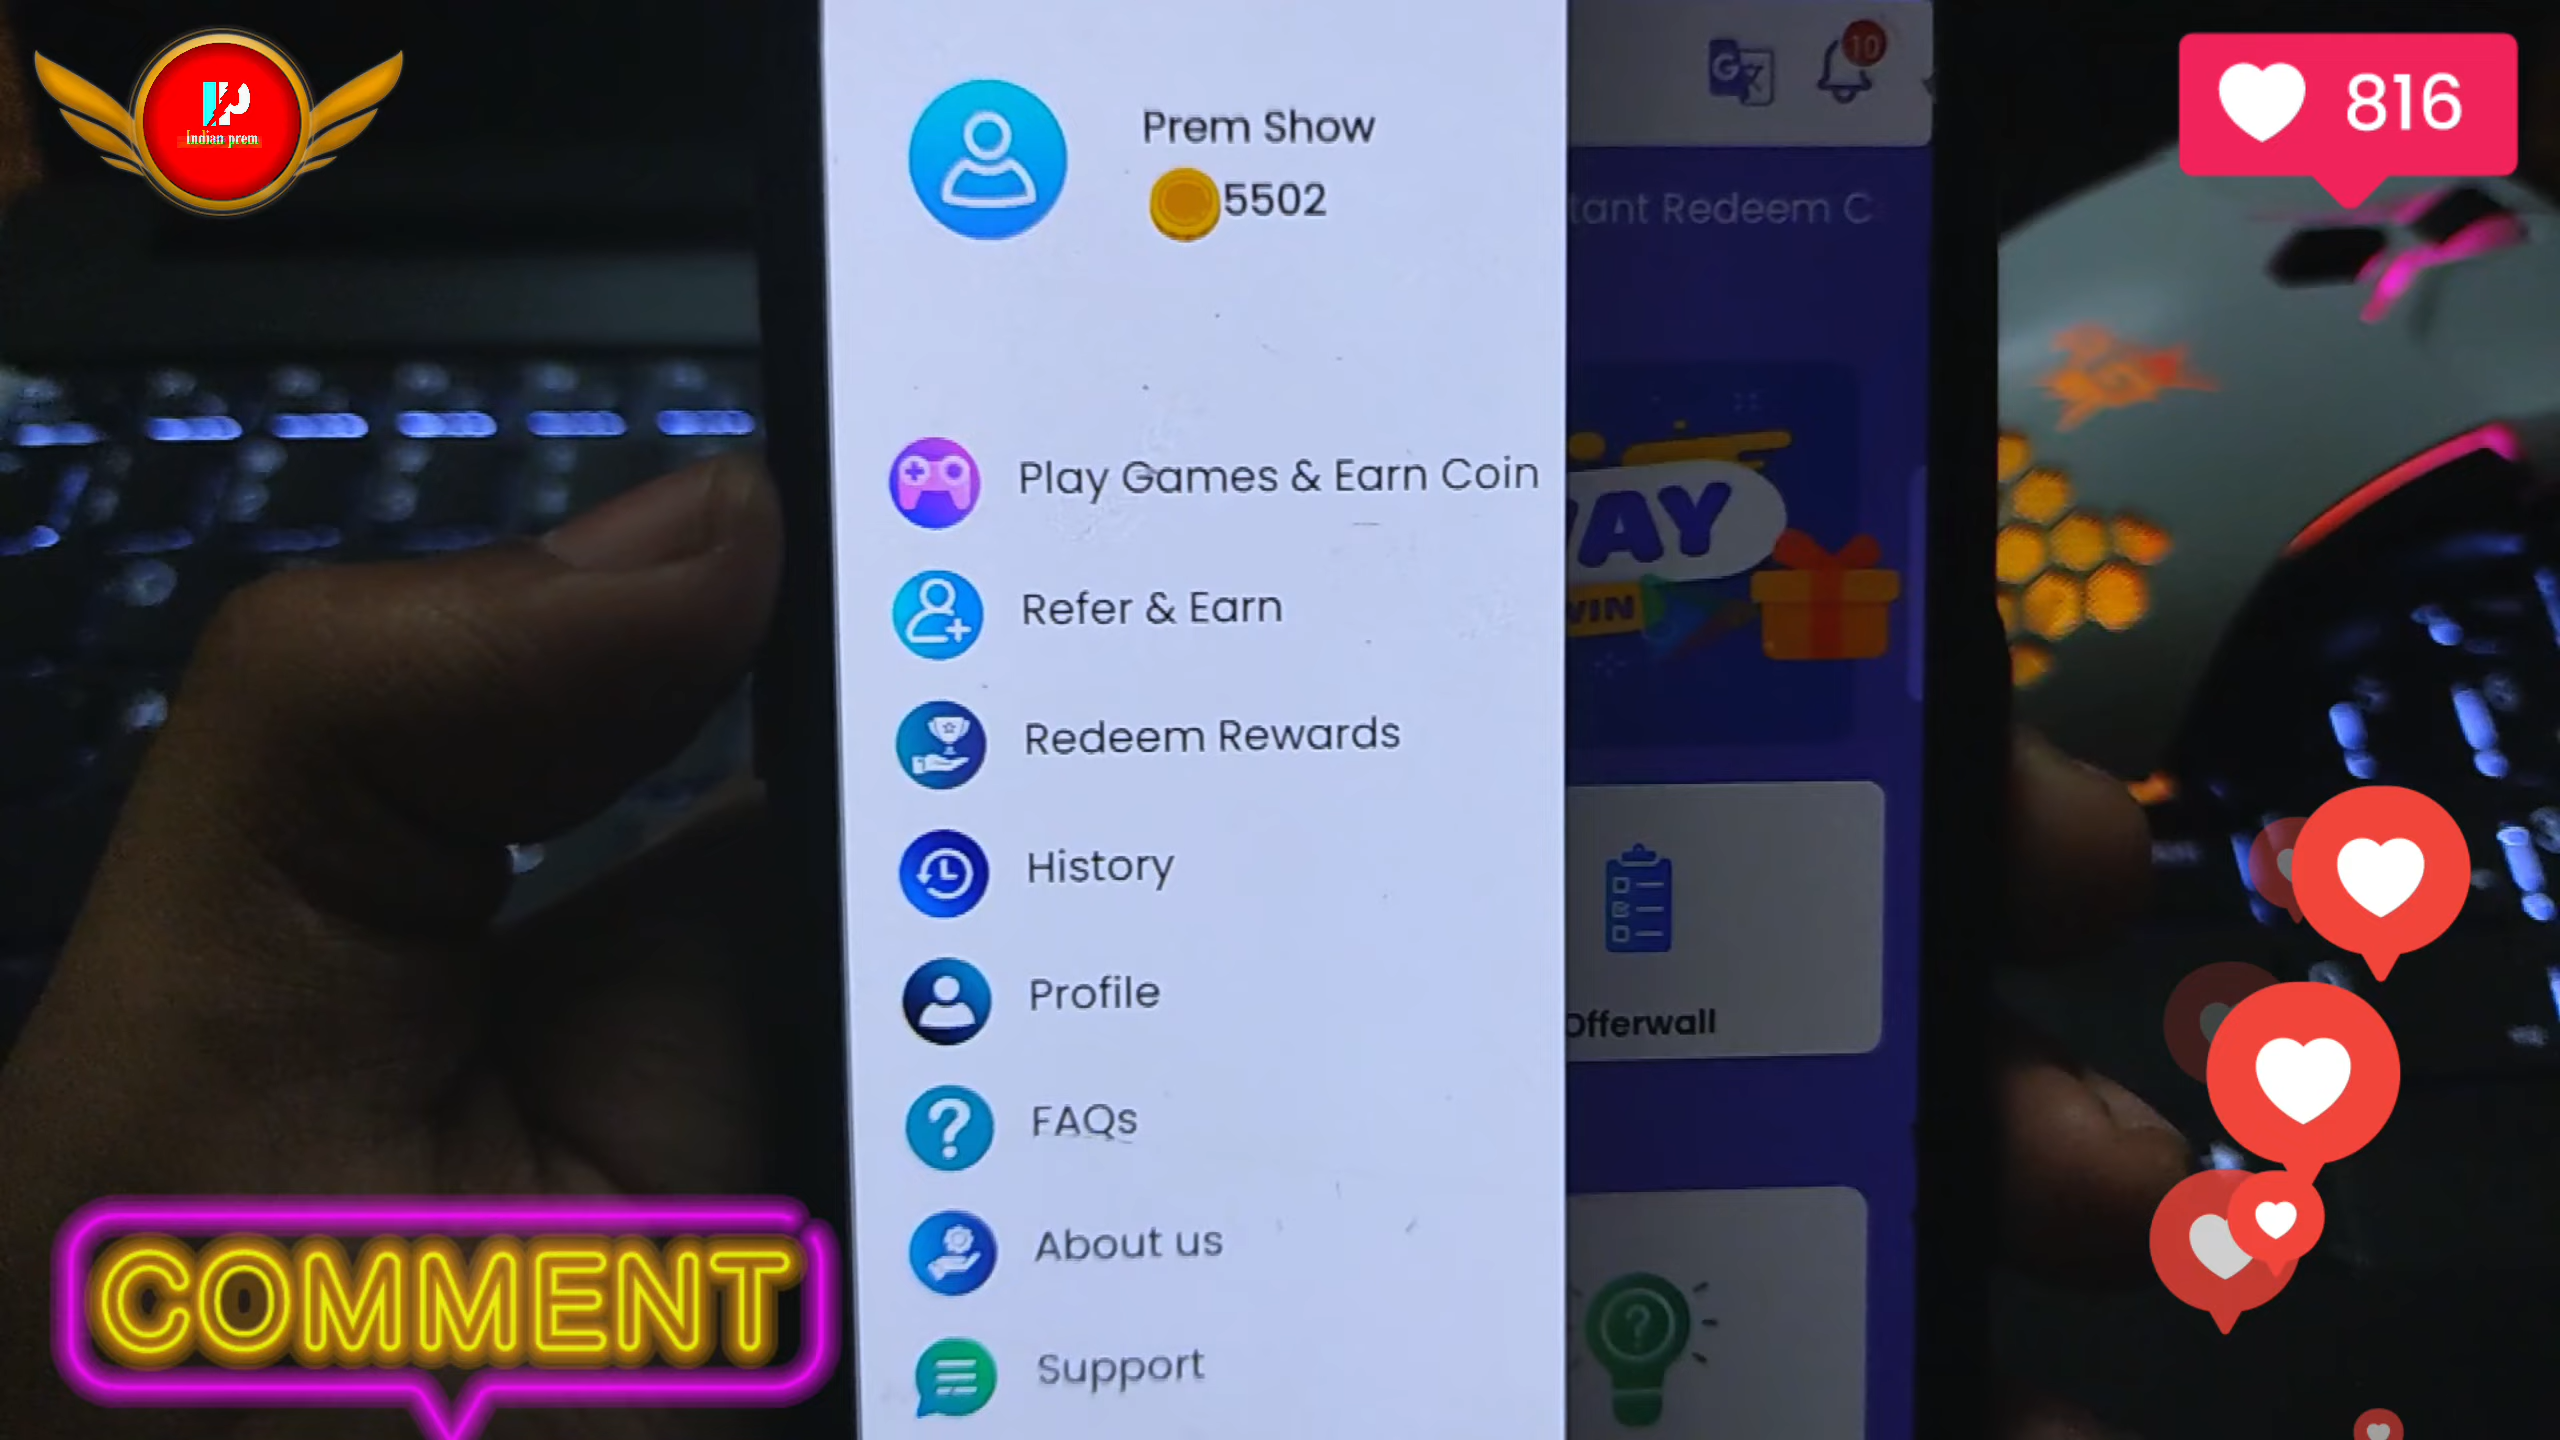 Indian prem
Prem Show
5502
Play Games & Earn Coin
Refer & Earn
Redeem Rewards
History
Profile
FAQs
About us
Support
10
tant Redeem C
AY
WIN
Offerwall
816
COMMENT